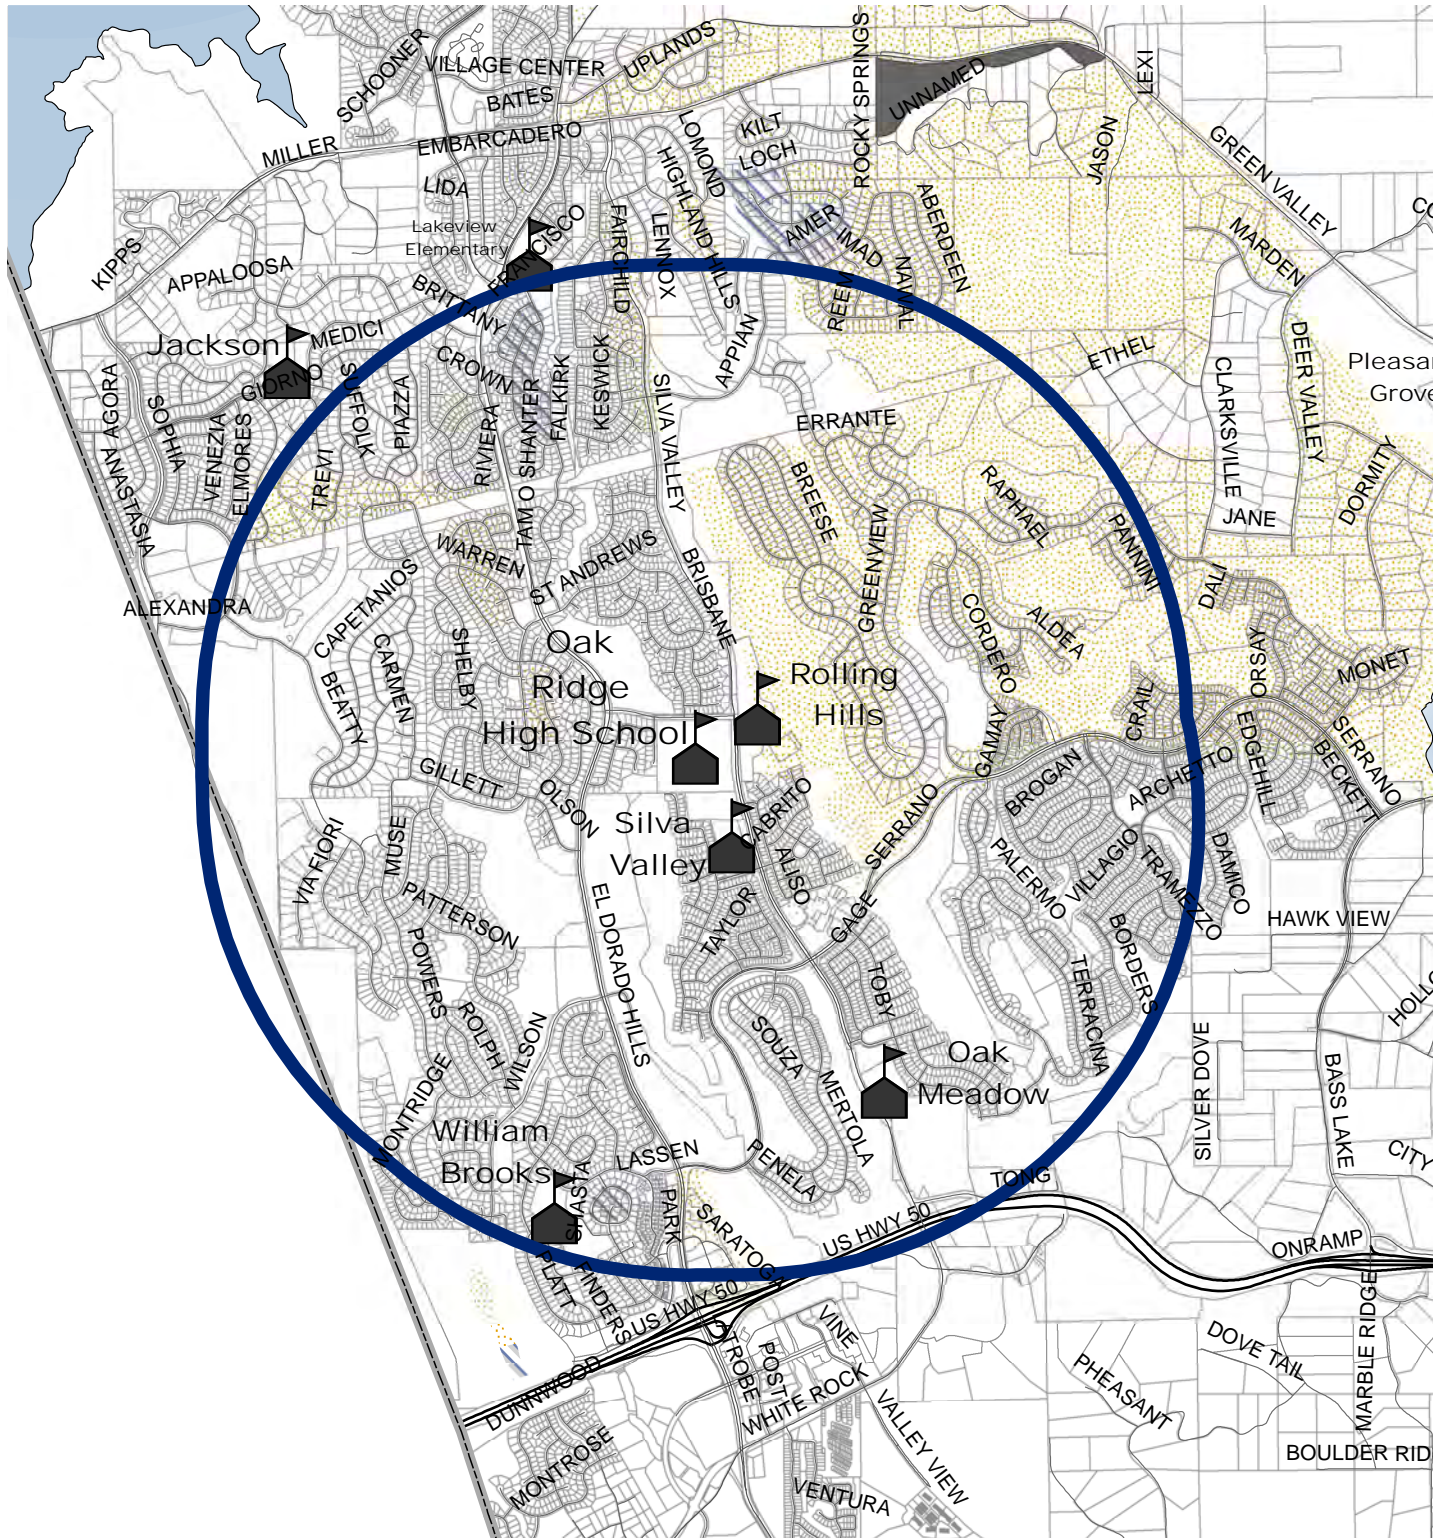 SCHOONER
VILLAGE CENTER
UPLANDS
BATES
ROCKY SPRINGS
UNNAMED
LEXI
MILLER
EMBARCADERO
LOMOND
KILT
LOCH
JASON
GREEN VALLEY
LIDA
HIGHLAND HILLS
Lakeview
Elementary
FRANCISCO
FAIRCHILD
LENNOX
AMER
IMAD
ABERDEEN
MARDEN
KIPPS
APPALOOSA
BRITTANY
REEM
NAWAL
Jackson
MEDICI
GIORNO
CROWN
APPIAN
ETHEL
DEER VALLEY
Pleasan
Grove
AGORA
SOPHIA
VENEZIA
ELMORES
SUFFOLK
PIAZZA
RIVIERA
TAM O SHANTER
FALKIRK
KESWICK
SILVA VALLEY
ERRANTE
CLARKSVILLE
ANASTASIA
TREVI
BREESE
RAPHAEL
DORMITY
JANE
WARREN
ST ANDREWS
BRISBANE
GREENVIEW
PANNINI
DALI
ALEXANDRA
CAPETANIOS
CARMEN
SHELBY
CORDERO
ALDEA
Oak
Ridge
High School
Rolling
Hills
BEATTY
ORSAY
MONET
CRAIL
GAMAY
EDGEHILL
SERRANO
BECKETT
GILLETT
OLSON
BROGAN
ARCHETTO
CABRITO
SERRANO
Silva
Valley
MUSE
VIA FIORI
ALISO
PALERMO
VILLAGIO
TRAMEZZO
DAMICO
PATTERSON
EL DORADO HILLS
TAYLOR
GAGE
HAWK VIEW
POWERS
BORDERS
TOBY
TERRACINA
ROLPH
WILSON
SOUZA
MERTOLA
Oak
Meadow
SILVER DOVE
BASS LAKE
MONTRIDGE
William
Brooks
LASSEN
PENELA
CITY
TONG
SHASTA
PARK
SARATOGA
US HWY 50
ONRAMP
PLATT
FINDERS
US HWY 50
MARBLE RIDGE
STROBE
POST
VINE
DOVE TAIL
DUNNWOOD
WHITE ROCK
PHEASANT
VALLEY VIEW
MONTROSE
BOULDER RID
VENTURA